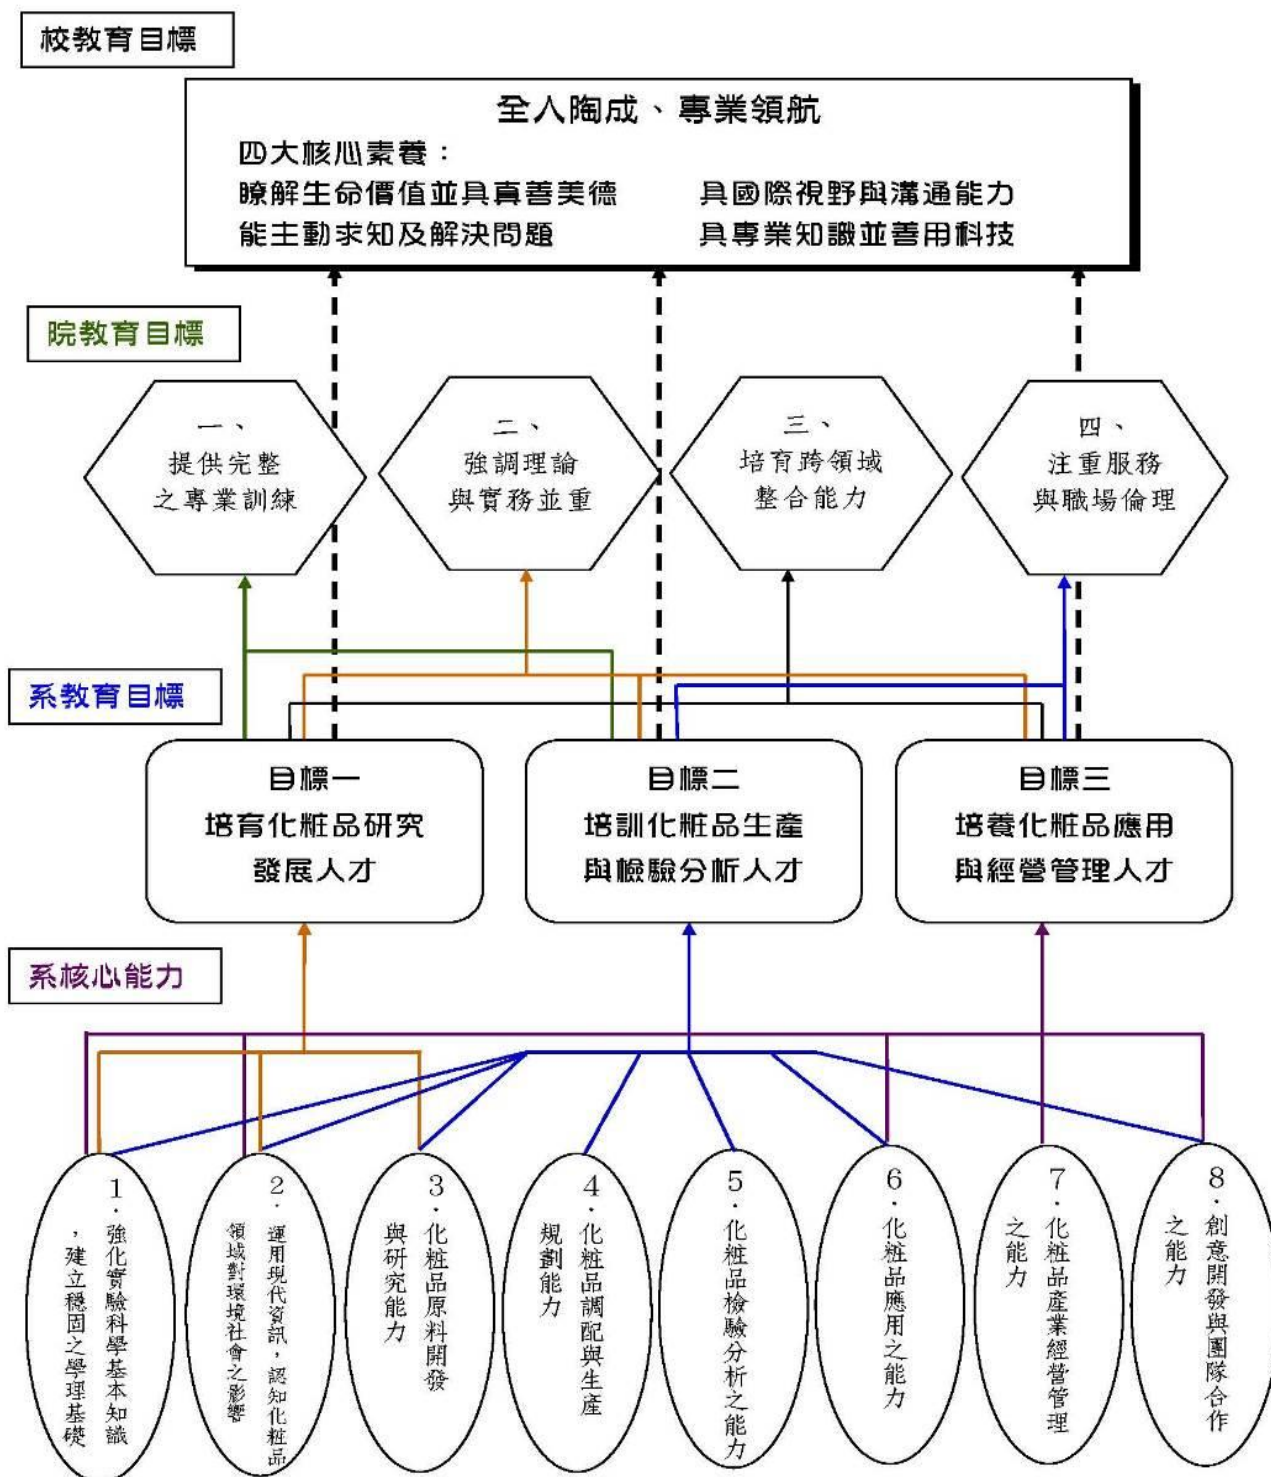 校教育目標
全人陶成、專業領航
四大核心素養：
瞭解生命價值並具真善美德
具國際視野與溝通能力
能主動求知及解決問題
具專業知識並善用科技
院教育目標
一、
提供完整
之專業訓練
二、
強調理論
與實務並重
三、
培育跨領域
整合能力
四、
注重服務
與職場倫理
系教育目標
目標一
培育化粧品研究
發展人才
目標二
培訓化粧品生產
與檢驗分析人才
目標三
培養化粧品應用
與經營管理人才
系核心能力
1．強化實驗科學基本知識
，建立穩固之學理基礎
2．運用現代資訊，認知化粧品
領域對環境社會之影響
3．化粧品原料開發
與研究能力
4．化粧品調配與生產
規劃能力
5．化粧品檢驗分析之能力
6．化粧品應用之能力
7．化粧品產業經營管理
之能力
8．創意開發與團隊合作
之能力